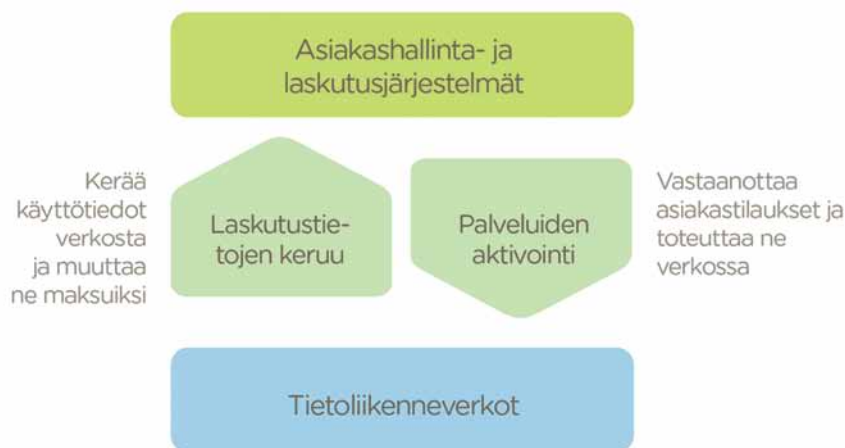 Asiakashallinta- ja
laskutusjärjestelmät
Kerää
käyttötiedot
verkosta
ja muuttaa
ne maksuiksi
Laskutustie-
tojen keruu
Palveluiden
aktivointi
Vastaanottaa
asiakastilaukset ja
toteuttaa ne
verkossa
Tietoliikenneverkot